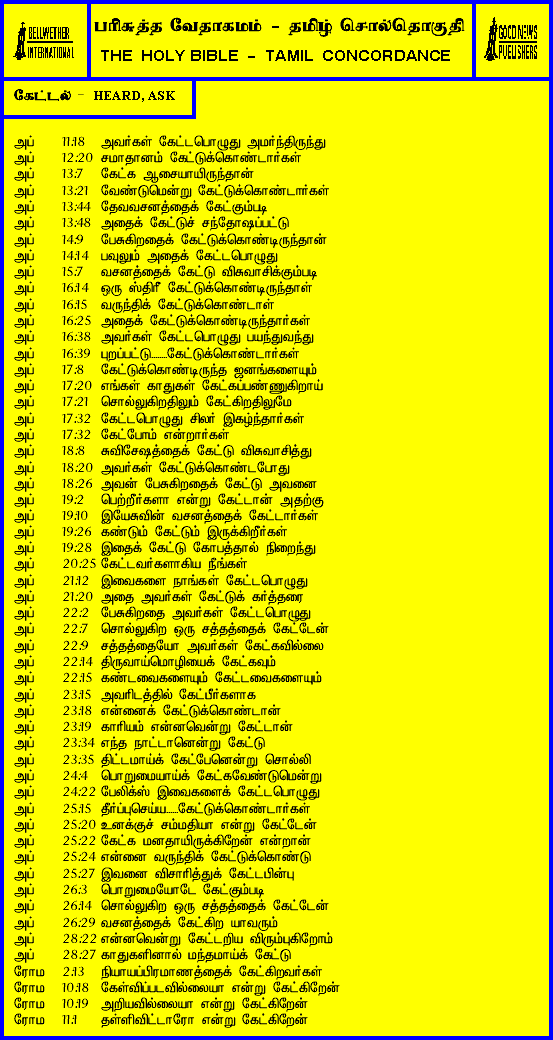 BELLWETHER
INTERNATIONAL
பரிசுத்த வேதாகமம் - தமிழ் சொல்தொகுதி
THE HOLY BIBLE - TAMIL CONCORDANCE
GOOD NEWS
PUBLISHERS
கேட்டல் - HEARD, ASK
அப் 11:18 அவர்கள் கேட்டபொழுது அமர்ந்திருந்து
அப் 12:20 சமாதானம் கேட்டுக்கொண்டார்கள்
அப் 13:7 கேட்க ஆசையாயிருந்தான்
அப் 13:21 வேண்டுமென்று கேட்டுக்கொண்டார்கள்
அப் 13:44 தேவவசனத்தைக் கேட்கும்படி
அப் 13:48 அதைக் கேட்டுச் சந்தோஷப்பட்டு
அப் 14:9 பேசுகிறதைக் கேட்டுக்கொண்டிருந்தான்
அப் 14:14 பவுலும் அதைக் கேட்டபொழுது
அப் 15:7 வசனத்தைக் கேட்டு விசுவாசிக்கும்படி
அப் 16:14 ஒரு ஸ்திரீ கேட்டுக்கொண்டிருந்தாள்
அப் 16:15 வருந்திக் கேட்டுக்கொண்டாள்
அப் 16:25 அதைக் கேட்டுக்கொண்டிருந்தார்கள்
அப் 16:38 அவர்கள் கேட்டபொழுது பயந்துவந்து
அப் 16:39 புறப்பட்டு.......கேட்டுக்கொண்டார்கள்
அப் 17:8 கேட்டுக்கொண்டிருந்த ஜனங்களையும்
அப் 17:20 எங்கள் காதுகள் கேட்கப்பண்ணுகிறாய்
அப் 17:21 சொல்லுகிறதிலும் கேட்கிறதிலுமே
அப் 17:32 கேட்டபொழுது சிலர் இகழ்ந்தார்கள்
அப் 17:32 கேட்போம் என்றார்கள்
அப் 18:8 சுவிசேஷத்தைக் கேட்டு விசுவாசித்து
அப் 18:20 அவர்கள் கேட்டுக்கொண்டபோது
அப் 18:26 அவன் பேசுகிறதைக் கேட்டு அவனை
அப் 19:2 பெற்றீர்களா என்று கேட்டான் அதற்கு
அப் 19:10 இயேசுவின் வசனத்தைக் கேட்டார்கள்
அப் 19:26 கண்டும் கேட்டும் இருக்கிறீர்கள்
அப் 19:28 இதைக் கேட்டு கோபத்தால் நிறைந்து
அப் 20:25 கேட்டவர்களாகிய நீங்கள்
அப் 21:12 இவைகளை நாங்கள் கேட்டபொழுது
அப் 21:20 அதை அவர்கள் கேட்டுக் கர்த்தரை
அப் 22:2 பேசுகிறதை அவர்கள் கேட்டபொழுது
அப் 22:7 சொல்லுகிற ஒரு சத்தத்தைக் கேட்டேன்
அப் 22:9 சத்தத்தையோ அவர்கள் கேட்கவில்லை
அப் 22:14 திருவாய்மொழியைக் கேட்கவும்
அப் 22:15 கண்டவைகளையும் கேட்டவைகளையும்
அப் 23:15 அவரிடத்தில் கேட்பீர்களாக
அப் 23:18 என்னைக் கேட்டுக்கொண்டான்
அப் 23:19 காரியம் என்னவென்று கேட்டான்
அப் 23:34 எந்த நாட்டானென்று கேட்டு
அப் 23:35 திட்டமாய்க் கேட்பேனென்று சொல்லி
அப் 24:4 பொறுமையாய்க் கேட்கவேண்டுமென்று
அப் 24:22 பேலிக்ஸ் இவைகளைக் கேட்டபொழுது
அப் 25:15 தீர்ப்புசெய்ய.....கேட்டுக்கொண்டார்கள்
அப் 25:20 உனக்குச் சம்மதியா என்று கேட்டேன்
அப் 25:22 கேட்க மனதாயிருக்கிறேன் என்றான்
அப் 25:24 என்னை வருந்திக் கேட்டுக்கொண்டு
அப் 25:27 இவனை விசாரித்துக் கேட்டபின்பு
அப் 26:3 பொறுமையோடே கேட்கும்படி
அப் 26:14 சொல்லுகிற ஒரு சத்தத்தைக் கேட்டேன்
அப் 26:29 வசனத்தைக் கேட்கிற யாவரும்
அப் 28:22 என்னவென்று கேட்டறிய விரும்புகிறோம்
அப் 28:27 காதுகளினால் மந்தமாய்க் கேட்டு
ரோம 2:13 நியாயப்பிரமாணத்தைக் கேட்கிறவர்கள்
ரோம 10:18 கேள்விப்படவில்லையா என்று கேட்கிறேன்
ரோம 10:19 அறியவில்லையா என்று கேட்கிறேன்
ரோம 11:1 தள்ளிவிட்டாரோ என்று கேட்கிறேன்